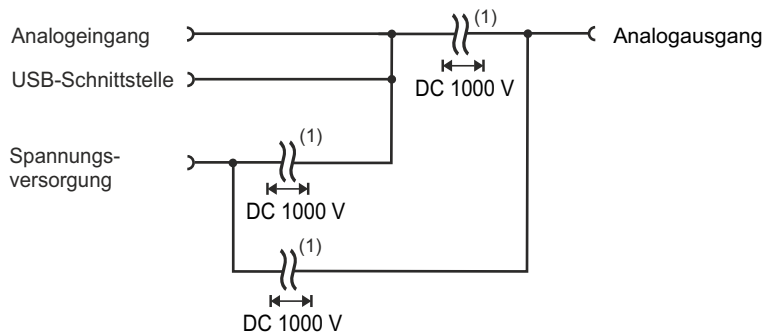 (1)
Analogeingang
Analogausgang
USB-Schnittstelle
DC 1000 V
(1)
Spannungs-
versorgung
DC 1000 V
(1)
DC 1000 V